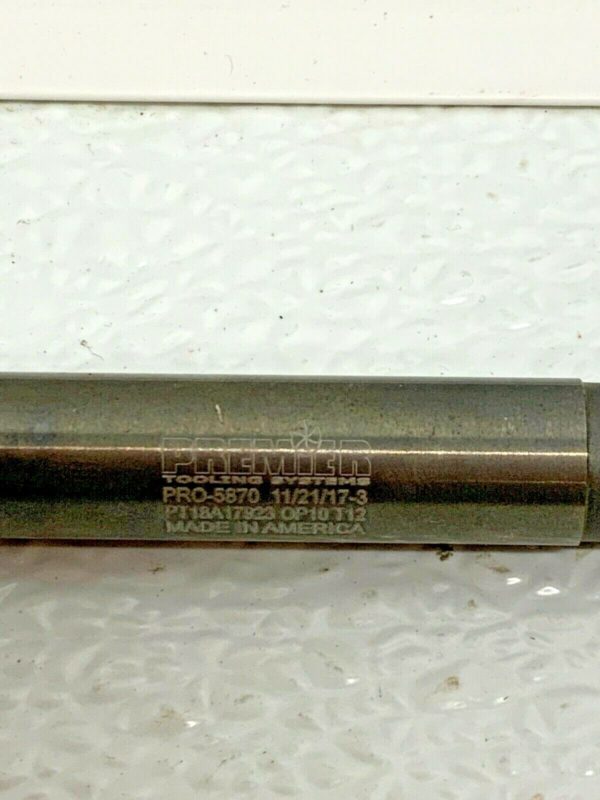 PREMIER
TOOLING SYSTEMS
PRO-5870 11/21/17-3
PT18A17923 OP10 T12
MADE IN AMERICA